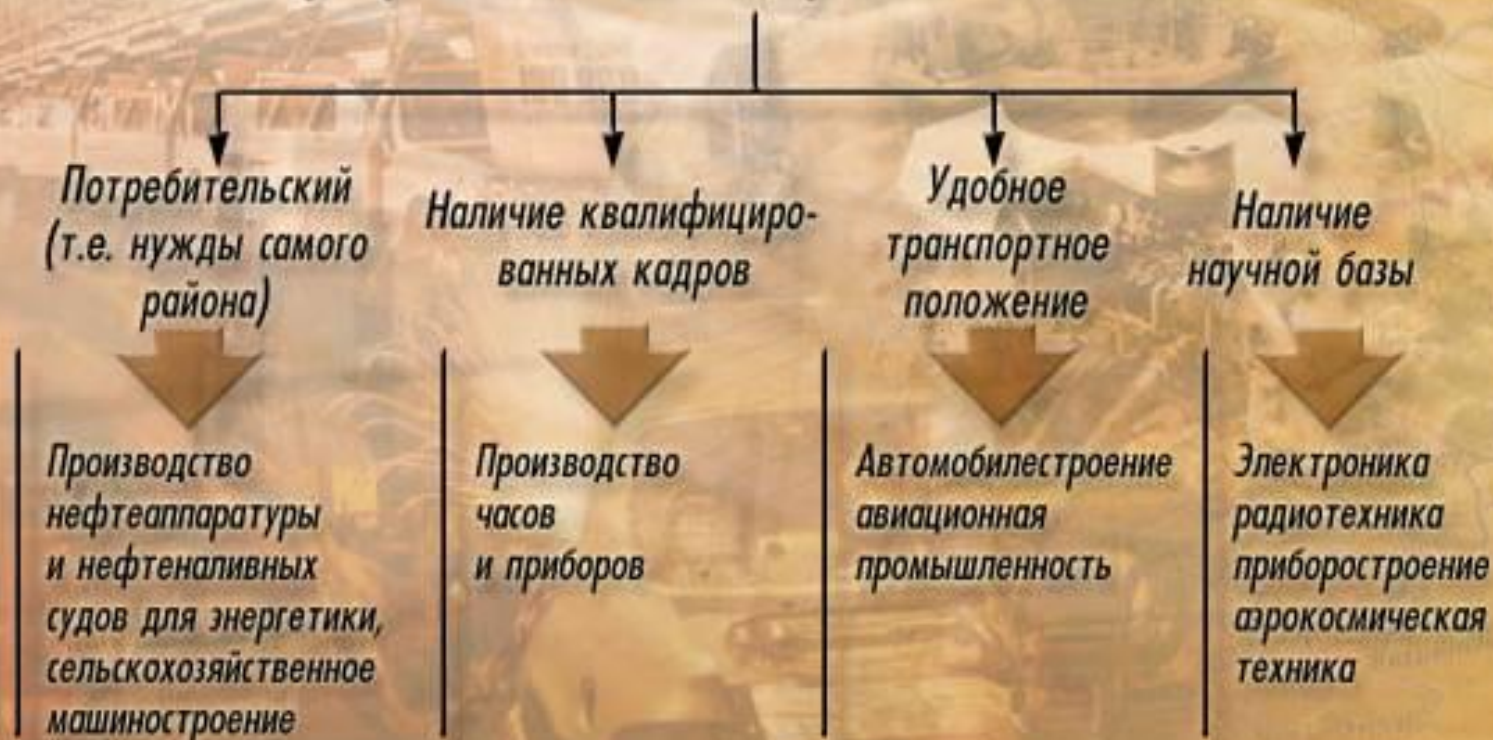 Потребительский
(т.е. нужды самого
района)
Наличие квалифициро-
ванных кадров
Удобное
транспортное
положение
Наличие
научной базы
Производство
нефтеаппаратуры
и нефтеналивных
судов для энергетики,
сельскохозяйственное
машиностроение
Производство
часов
и приборов
Автомобилестроение
авиационная
промышленность
Электроника
радиотехника
приборостроение
аэрокосмическая
техника